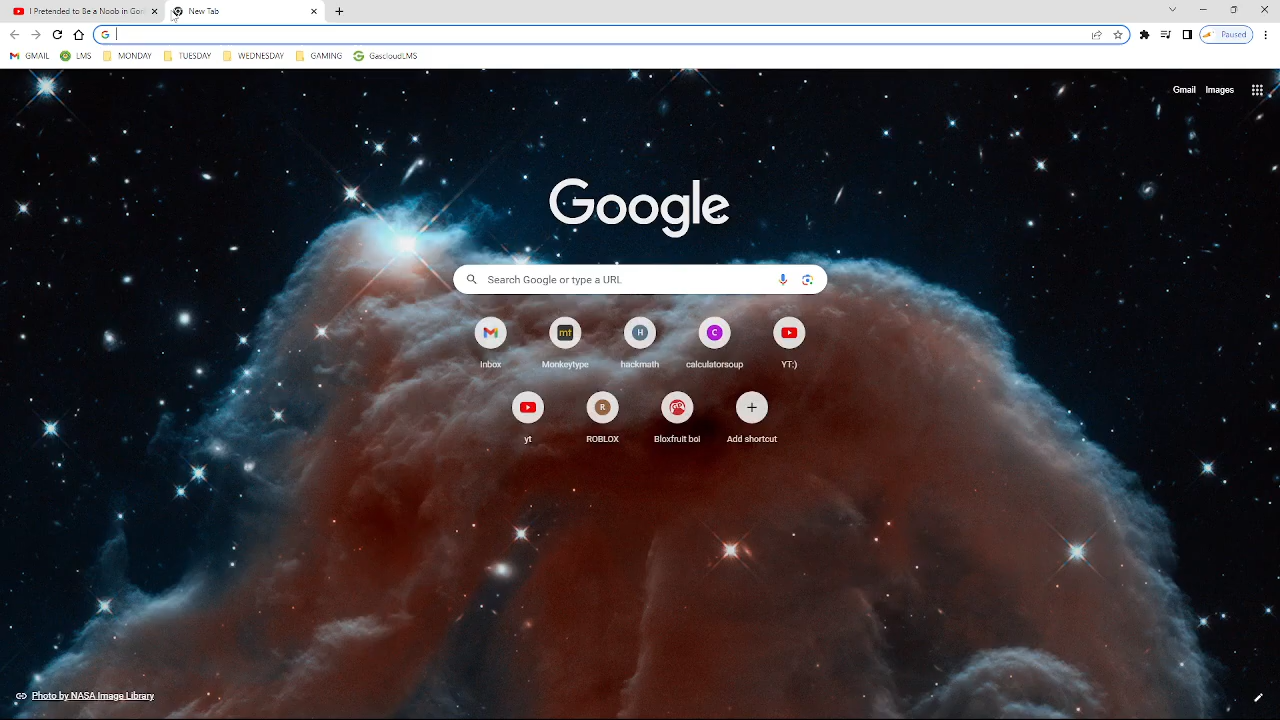 I Pretended to Be a Noob in Gori
New Tab
Paused
GMAIL
LMS
MONDAY
TUESDAY
WEDNESDAY
GAMING
GascloudLMS
Gmail
Images
Google
Search Google or type a URL
Inbox
Monkeytype
hackmath
calculatorsoup
YT:)
yt
ROBLOX
Bloxfruit boi
Add shortcut
Photo by NASA Image Library